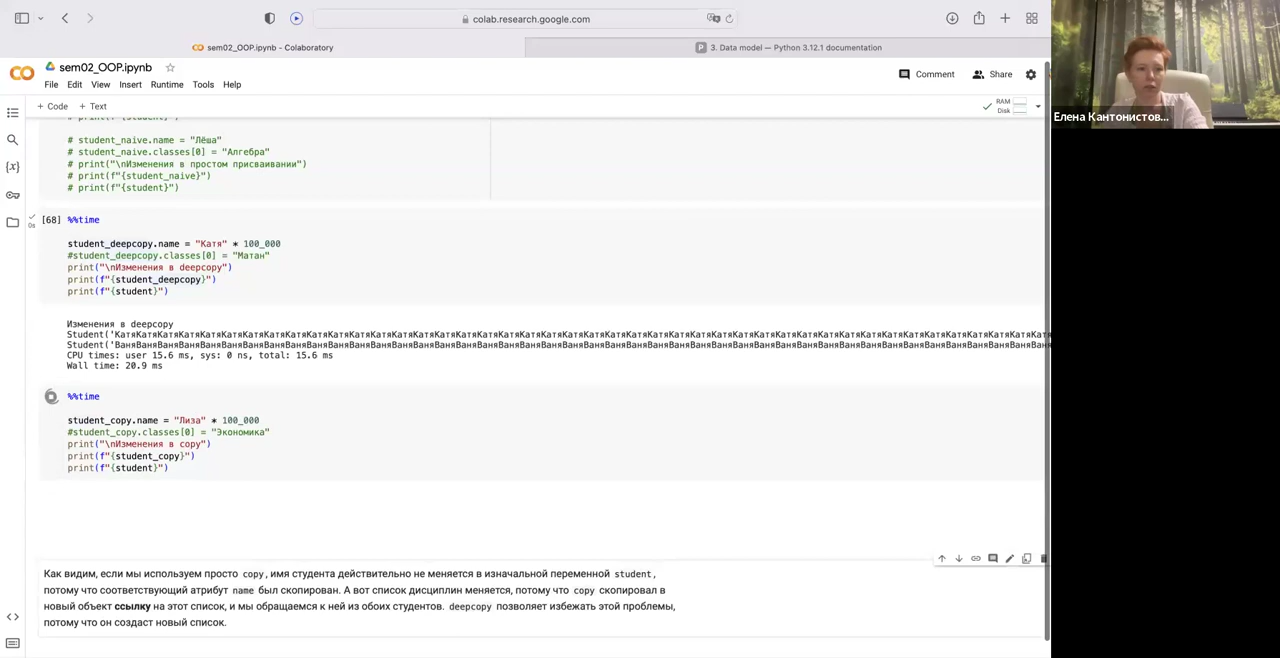 colab.research.google.com
sem02_OOP.ipynb - Colaboratory
3. Data model — Python 3.12.1 documentation
sem02_OOP.ipynb
File Edit View Insert Runtime Tools Help
Comment
Share
+ Code + Text
RAM
Disk
Елена Кантонистов...
# print(f"{student}")
# student_naive.name = "Лёша"
# student_naive.classes[0] = "Алгебра"
# print("\nИзменения в простом присваивании")
# print(f"{student_naive}")
# print(f"{student}")
0s
[68] %%time
student_deepcopy.name = "Катя" * 100_000
#student_deepcopy.classes[0] = "Матан"
print("\nИзменения в deepcopy")
print(f"{student_deepcopy}")
print(f"{student}")
Изменения в deepcopy
Student('КатяКатяКатяКатяКатяКатяКатяКатяКатяКатяКатяКатяКатяКатяКатяКатяКатяКатяКатяКатяКатяКатяКатяКатяКатяКатяКатяКатяКатяКатяКатяКатяКатяКатяКатяКатяКатяКатяКатяКатяКатяКатяКатяКатя
Student('ВаняВаняВаняВаняВаняВаняВаняВаняВаняВаняВаняВаняВаняВаняВаняВаняВаняВаняВаняВаняВаняВаняВаняВаняВаняВаняВаняВаняВаняВаняВаняВаняВаняВаняВаняВаняВаняВаняВаняВаняВаняВаняВаняВаня
CPU times: user 15.6 ms, sys: 0 ns, total: 15.6 ms
Wall time: 20.9 ms
%%time
student_copy.name = "Лиза" * 100_000
#student_copy.classes[0] = "Экономика"
print("\nИзменения в copy")
print(f"{student_copy}")
print(f"{student}")
Как видим, если мы используем просто copy, имя студента действительно не меняется в изначальной переменной student,
потому что соответствующий атрибут name был скопирован. А вот список дисциплин меняется, потому что copy скопировал в
новый объект ссылку на этот список, и мы обращаемся к ней из обоих студентов. deepcopy позволяет избежать этой проблемы,
потому что он создаст новый список.